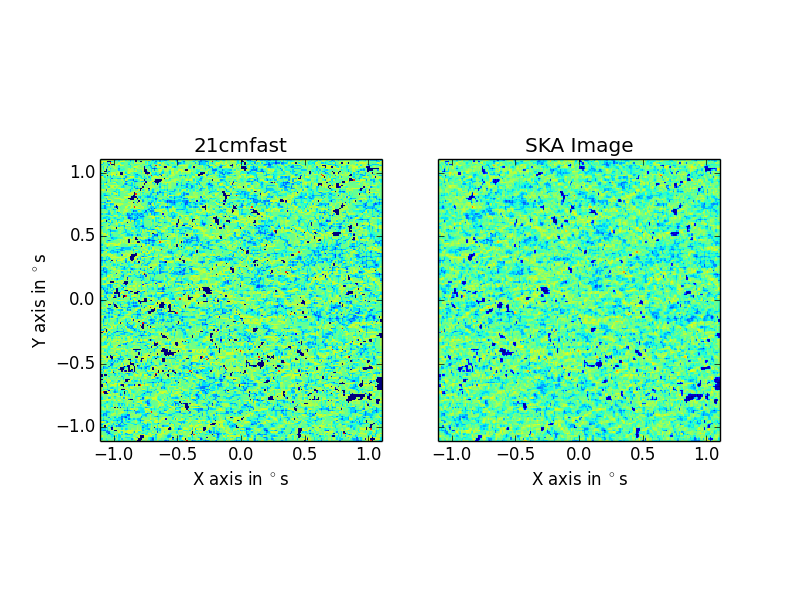 21cmfast
SKA Image
1.0
0.5
0.0
−0.5
−1.0
Y axis in °s
−1.0 −0.5 0.0 0.5 1.0
−1.0 −0.5 0.0 0.5 1.0
X axis in °s
X axis in °s